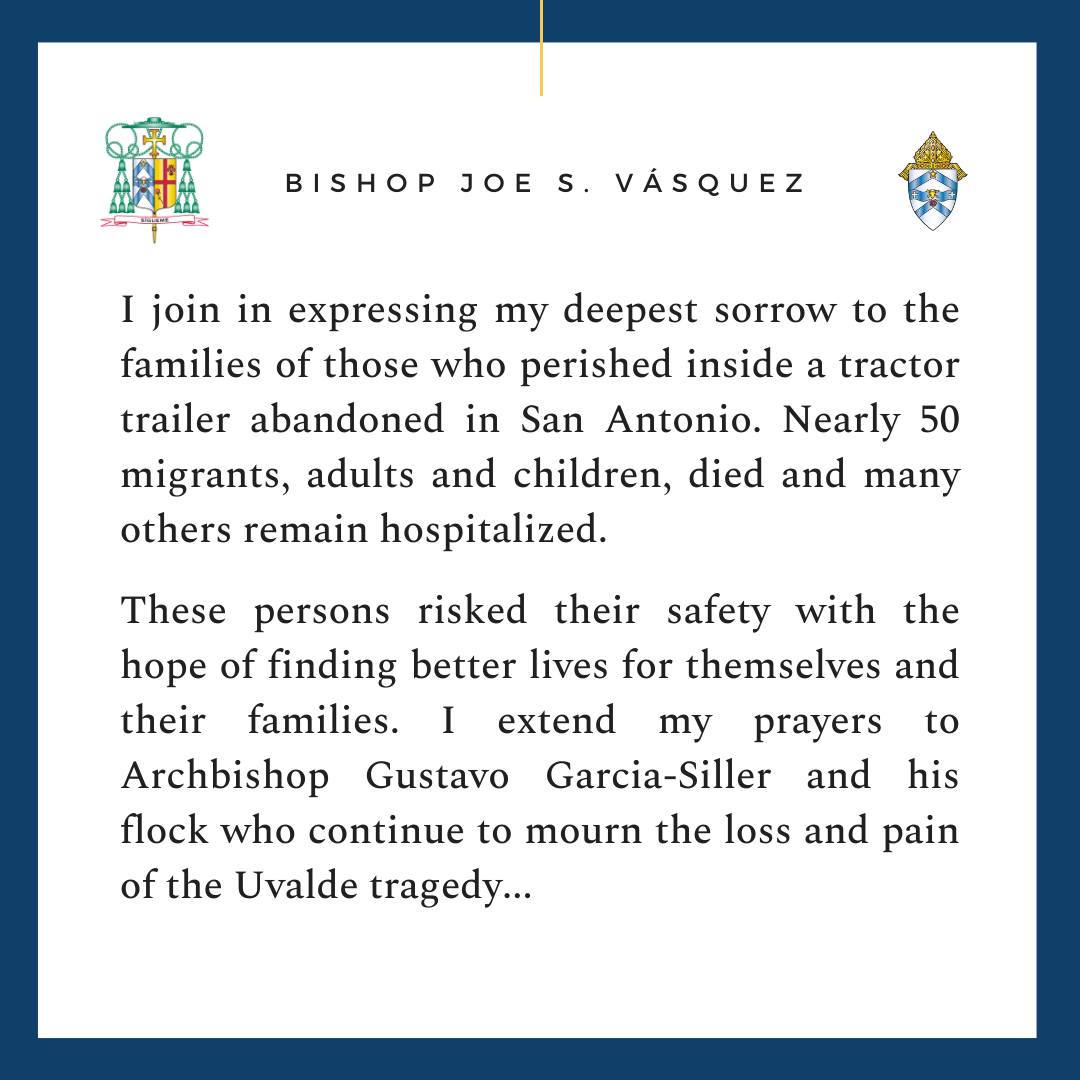 BISHOP JOE S. VÁSQUEZ
SIGUEME
I join in expressing my deepest sorrow to the
families of those who perished inside a tractor
trailer abandoned in San Antonio. Nearly 50
migrants, adults and children, died and many
others remain hospitalized.
These persons risked their safety with the
hope of finding better lives for themselves and
their families. I extend my prayers to
Archbishop Gustavo Garcia-Siller and his
flock who continue to mourn the loss and pain
of the Uvalde tragedy...